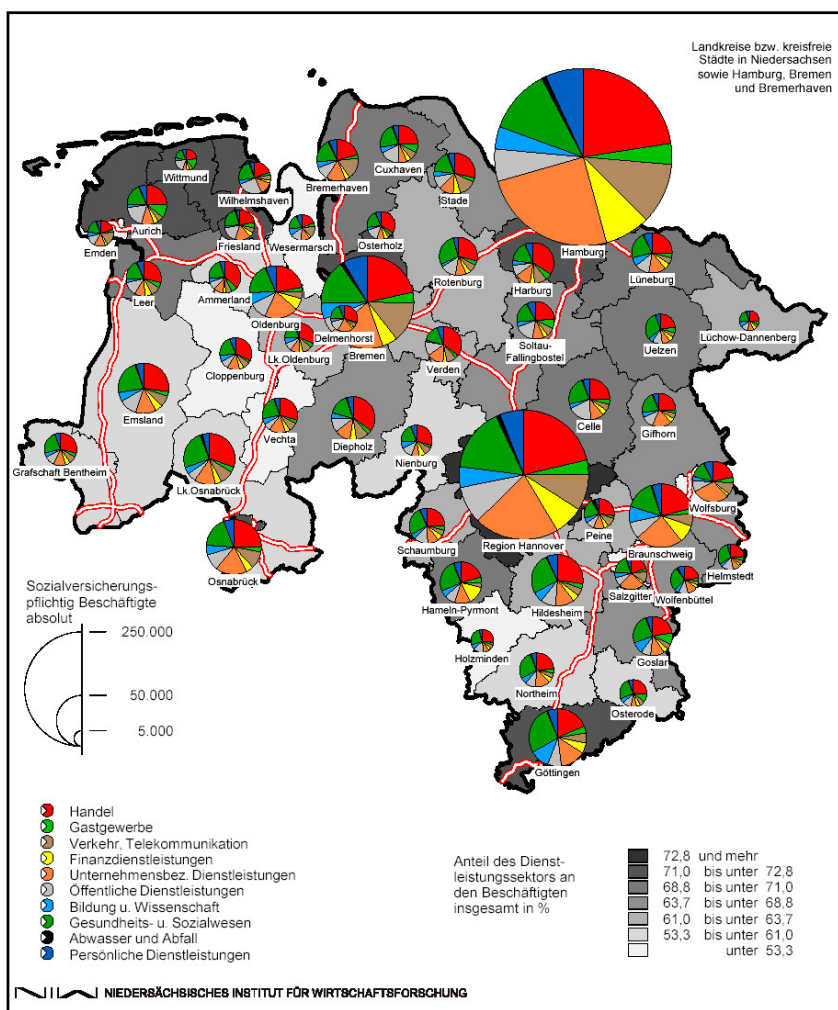 Landkreise bzw. kreisfreie
Städte in Niedersachsen
sowie Hamburg, Bremen
und Bremerhaven
Wittmund
Cuxhaven
Bremerhaven
Wilhelmshaven
Stade
Aurich
Emden
Friesland
Wesermarsch
Osterholz
Hamburg
Leer
Ammerland
Rotenburg
Harburg
Lüneburg
Oldenburg
Delmenhorst
Lüchow-Dannenberg
Lk.Oldenburg
Bremen
Soltau-
Fallingbostel
Uelzen
Cloppenburg
Verden
Emsland
Celle
Gifhorn
Vechta
Diepholz
Nienburg
Grafschaft Bentheim
Lk.Osnabrück
Wolfsburg
Peine
Schaumburg
Region Hannover
Braunschweig
Osnabrück
Helmstedt
Salzgitter
Wolfenbüttel
Hameln-Pyrmont
Hildesheim
Holzminden
Goslar
Northeim
Osterode
Göttingen
Sozialversicherungs-
pflichtig Beschäftigte
absolut
250.000
50.000
5.000
Handel
Gastgewerbe
Verkehr, Telekommunikation
Finanzdienstleistungen
Unternehmensbez. Dienstleistungen
Öffentliche Dienstleistungen
Bildung u. Wissenschaft
Gesundheits- u. Sozialwesen
Abwasser und Abfall
Persönliche Dienstleistungen
Anteil des Dienst-
leistungssektors an
den Beschäftigten
insgesamt in %
72,8 und mehr
71,0 bis unter 72,8
68,8 bis unter 71,0
63,7 bis unter 68,8
61,0 bis unter 63,7
53,3 bis unter 61,0
unter 53,3
NIW NIEDERSÄCHSISCHES INSTITUT FÜR WIRTSCHAFTSFORSCHUNG